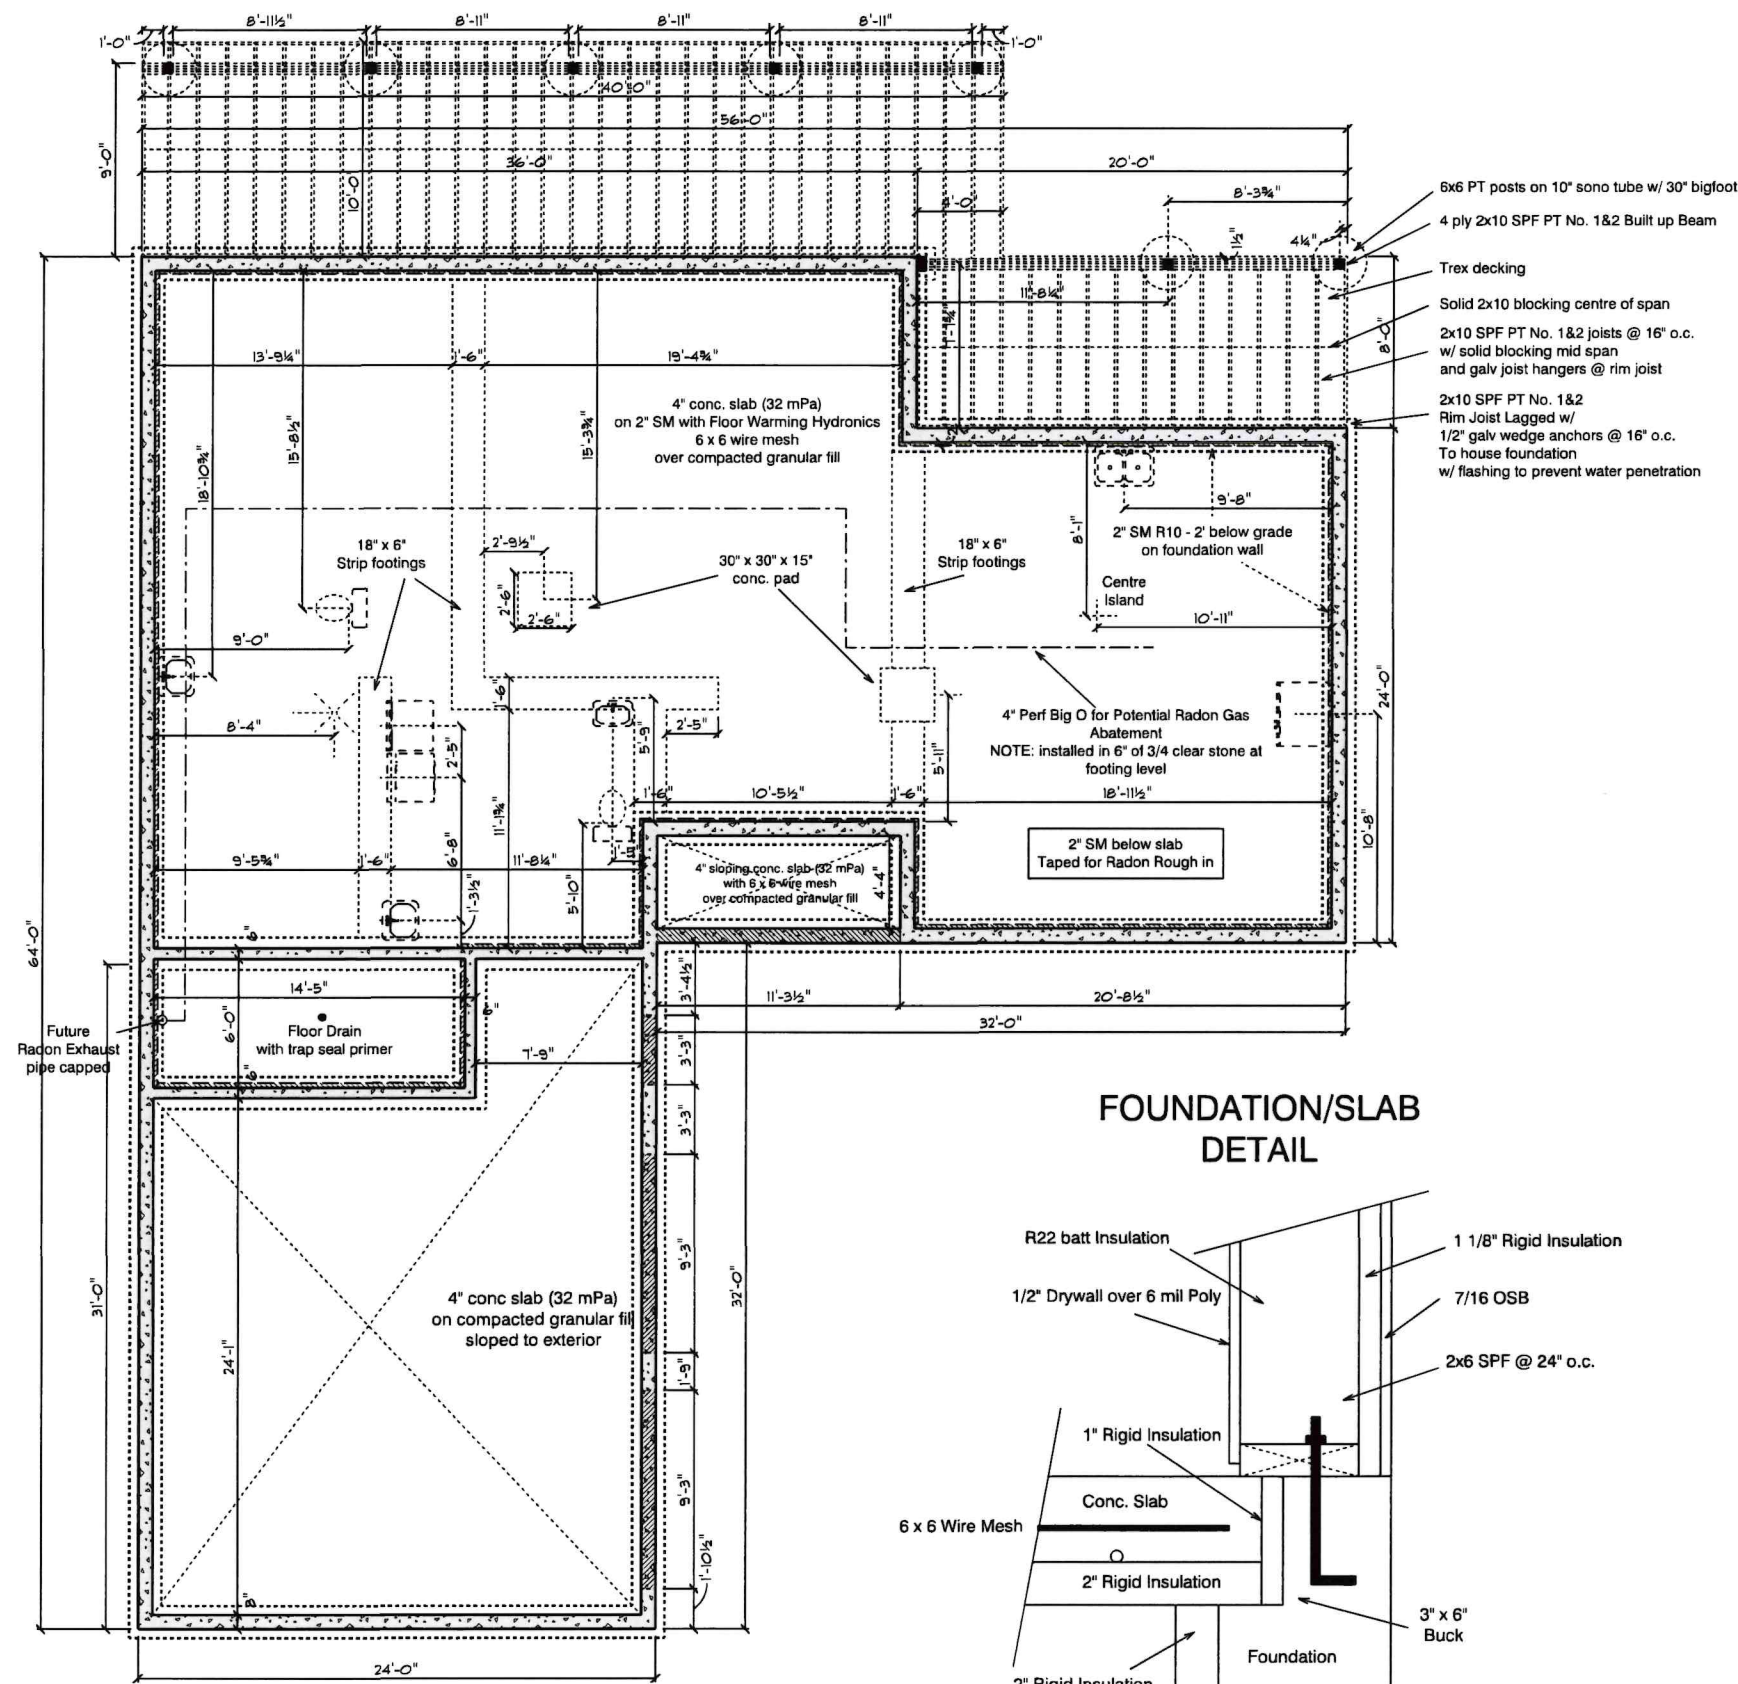 8'-11½"
8'-11"
8'-11"
8'-11"
1'-0"
1'-0"
40'-0"
56'-0"
9'-0"
10'-0"
36'-0"
20'-0"
4'-0"
8'-3¾"
4¼"
1½"
11'-8¼"
8'-0"
6x6 PT posts on 10" sono tube w/ 30" bigfoot
4 ply 2x10 SPF PT No. 1&2 Built up Beam
Trex decking
Solid 2x10 blocking centre of span
2x10 SPF PT No. 1&2 joists @ 16" o.c.
w/ solid blocking mid span
and galv joist hangers @ rim joist
2x10 SPF PT No. 1&2
Rim Joist Lagged w/
1/2" galv wedge anchors @ 16" o.c.
To house foundation
w/ flashing to prevent water penetration
13'-9¼"
1'-6"
19'-4¾"
4" conc. slab (32 mPa)
on 2" SM with Floor Warming Hydronics
6 x 6 wire mesh
over compacted granular fill
18'-10¾"
15'-8½"
15'-3¾"
9'-8"
8'-1"
2" SM R10 - 2' below grade
on foundation wall
18" x 6"
Strip footings
2'-9½"
30" x 30" x 15"
conc. pad
18" x 6"
Strip footings
Centre
Island
2'-6"
2'-6"
10'-11"
9'-0"
8'-4"
1'-6"
2'-5"
5'-9"
2'-5"
5'-11"
4" Perf Big O for Potential Radon Gas
Abatement
NOTE: installed in 6" of 3/4 clear stone at
footing level
24'-0"
10'-8"
1'-6"
10'-5½"
1'-6"
18'-11½"
11'-1¾"
6'-8"
9'-5¾"
1'-6"
11'-8¼"
1'-3½"
5'-10"
4" sloping conc. slab (32 mPa)
with 6 x 6 wire mesh
over compacted granular fill
4'-4"
2" SM below slab
Taped for Radon Rough in
64'-0"
6"
14'-5"
6'-0"
Floor Drain
with trap seal primer
Future
Radon Exhaust
pipe capped
6"
6"
7'-9"
3'-4½"
11'-3½"
20'-8½"
32'-0"
3'-3"
3'-3"
9'-3"
1'-9"
9'-3"
1'-10½"
32'-0"
31'-0"
24'-1"
4" conc slab (32 mPa)
on compacted granular fill
sloped to exterior
8"
24'-0"
FOUNDATION/SLAB
DETAIL
R22 batt Insulation
1 1/8" Rigid Insulation
1/2" Drywall over 6 mil Poly
7/16 OSB
2x6 SPF @ 24" o.c.
1" Rigid Insulation
Conc. Slab
6 x 6 Wire Mesh
2" Rigid Insulation
3" x 6"
Buck
Foundation
2" Rigid Insulation